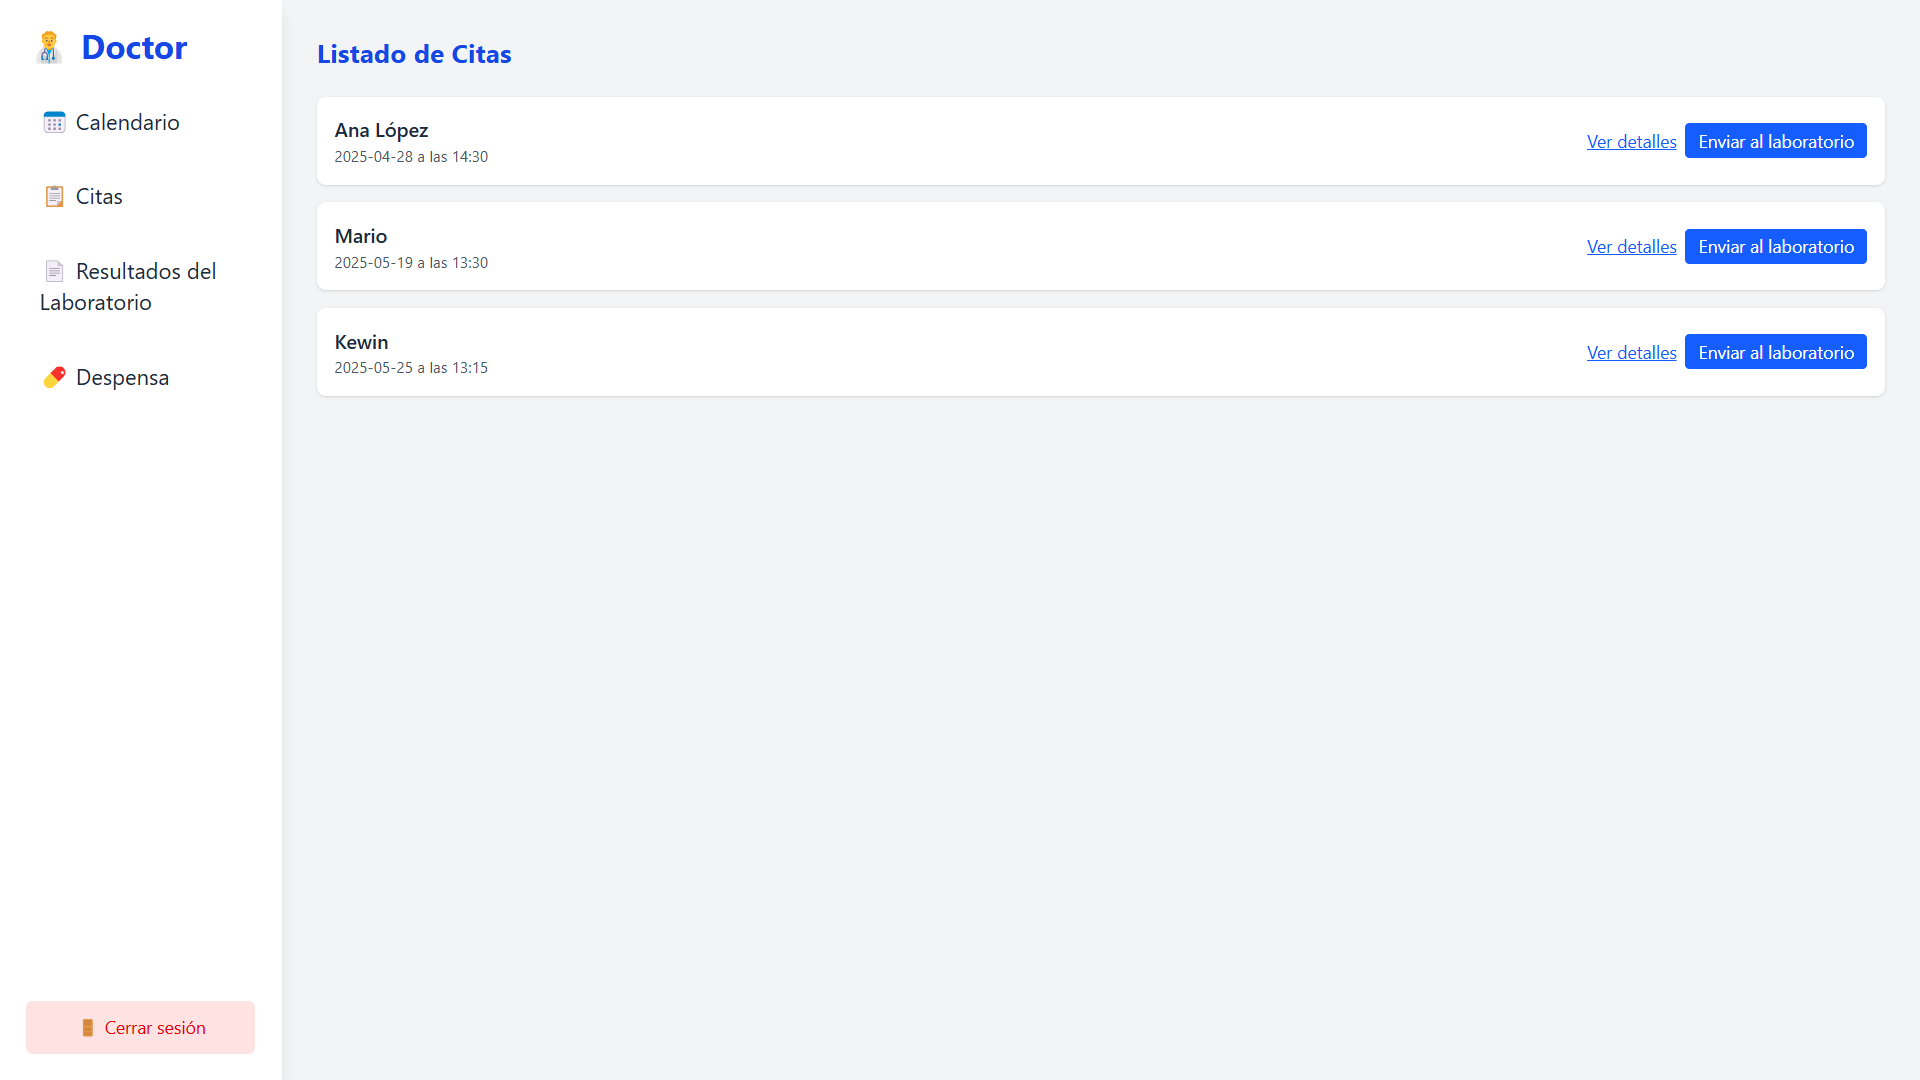 Doctor
Calendario
Citas
Resultados del
Laboratorio
Despensa
Cerrar sesión
Listado de Citas
Ana López
2025-04-28 a las 14:30
Ver detalles
Enviar al laboratorio
Mario
2025-05-19 a las 13:30
Ver detalles
Enviar al laboratorio
Kewin
2025-05-25 a las 13:15
Ver detalles
Enviar al laboratorio